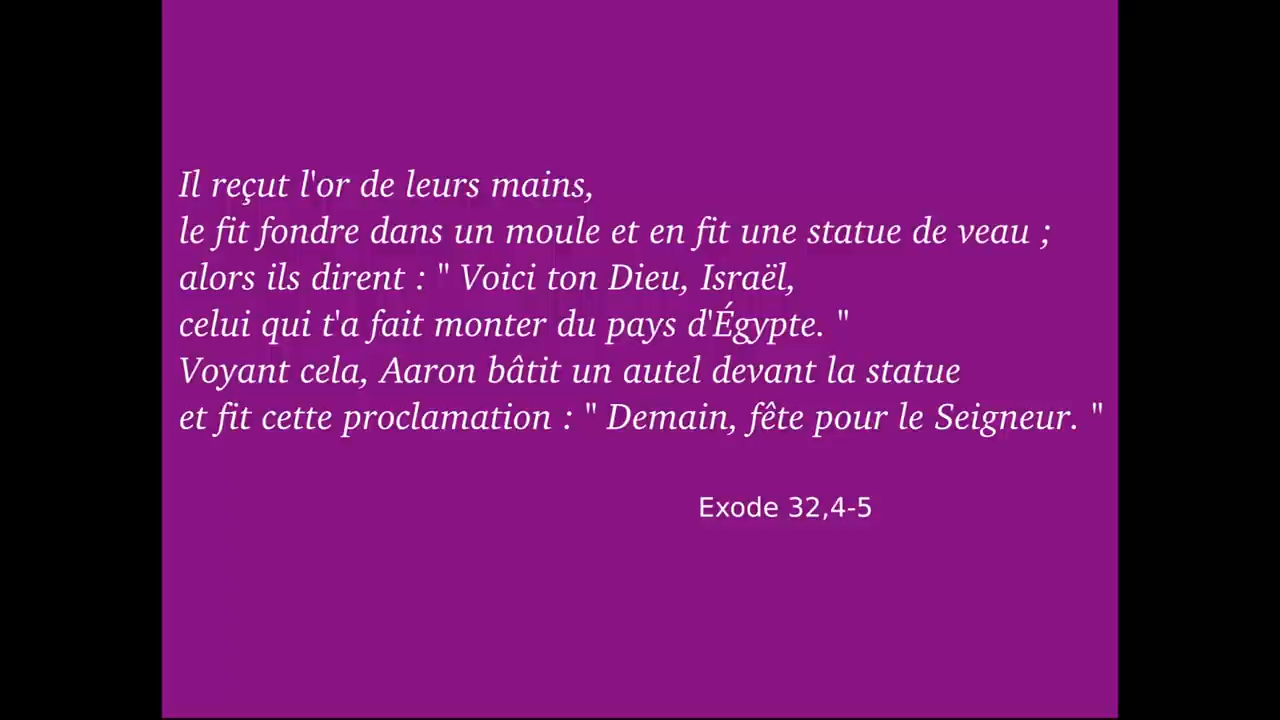 Il reçut l'or de leurs mains,
le fit fondre dans un moule et en fit une statue de veau ;
alors ils dirent : " Voici ton Dieu, Israël,
celui qui t'a fait monter du pays d'Égypte. "
Voyant cela, Aaron bâtit un autel devant la statue
et fit cette proclamation : " Demain, fête pour le Seigneur. "
Exode 32,4-5